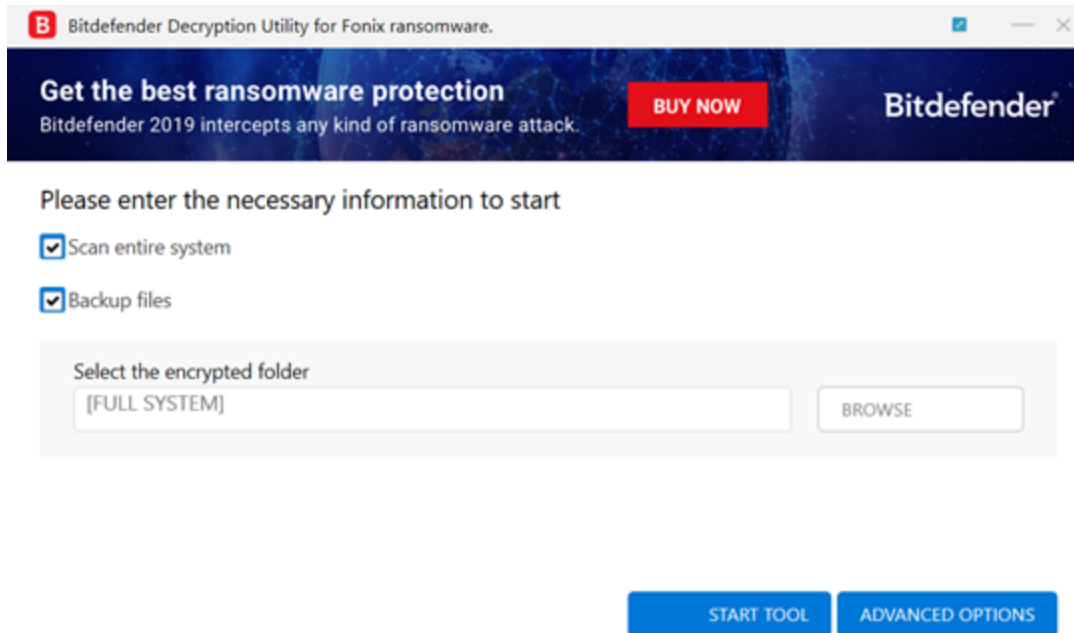 B Bitdefender Decryption Utility for Fonix ransomware.
Get the best ransomware protection
Bitdefender 2019 intercepts any kind of ransomware attack.
BUY NOW
Bitdefender®
Please enter the necessary information to start
Scan entire system
Backup files
Select the encrypted folder
[FULL SYSTEM]
BROWSE
START TOOL
ADVANCED OPTIONS